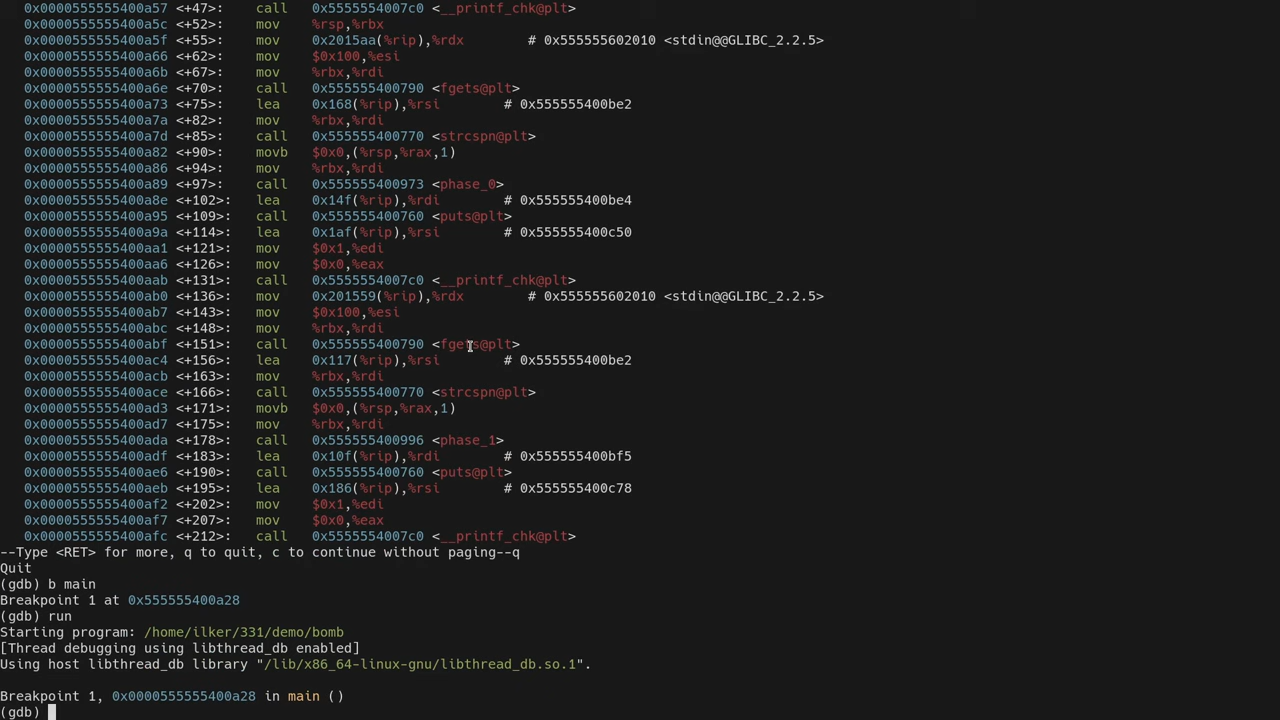 0x0000555555400a57 <+47>: call 0x5555554007c0 <__printf_chk@plt>
0x0000555555400a5c <+52>: mov %rsp,%rbx
0x0000555555400a5f <+55>: mov 0x2015aa(%rip),%rdx # 0x555555602010 <stdin@@GLIBC_2.2.5>
0x0000555555400a66 <+62>: mov $0x100,%esi
0x0000555555400a6b <+67>: mov %rbx,%rdi
0x0000555555400a6e <+70>: call 0x555555400790 <fgets@plt>
0x0000555555400a73 <+75>: lea 0x168(%rip),%rsi # 0x555555400be2
0x0000555555400a7a <+82>: mov %rbx,%rdi
0x0000555555400a7d <+85>: call 0x555555400770 <strcspn@plt>
0x0000555555400a82 <+90>: movb $0x0,(%rsp,%rax,1)
0x0000555555400a86 <+94>: mov %rbx,%rdi
0x0000555555400a89 <+97>: call 0x555555400973 <phase_0>
0x0000555555400a8e <+102>: lea 0x14f(%rip),%rdi # 0x555555400be4
0x0000555555400a95 <+109>: call 0x555555400760 <puts@plt>
0x0000555555400a9a <+114>: lea 0x1af(%rip),%rsi # 0x555555400c50
0x0000555555400aa1 <+121>: mov $0x1,%edi
0x0000555555400aa6 <+126>: mov $0x0,%eax
0x0000555555400aab <+131>: call 0x5555554007c0 <__printf_chk@plt>
0x0000555555400ab0 <+136>: mov 0x201559(%rip),%rdx # 0x555555602010 <stdin@@GLIBC_2.2.5>
0x0000555555400ab7 <+143>: mov $0x100,%esi
0x0000555555400abc <+148>: mov %rbx,%rdi
0x0000555555400abf <+151>: call 0x555555400790 <fgets@plt>
0x0000555555400ac4 <+156>: lea 0x117(%rip),%rsi # 0x555555400be2
0x0000555555400acb <+163>: mov %rbx,%rdi
0x0000555555400ace <+166>: call 0x555555400770 <strcspn@plt>
0x0000555555400ad3 <+171>: movb $0x0,(%rsp,%rax,1)
0x0000555555400ad7 <+175>: mov %rbx,%rdi
0x0000555555400ada <+178>: call 0x555555400996 <phase_1>
0x0000555555400adf <+183>: lea 0x10f(%rip),%rdi # 0x555555400bf5
0x0000555555400ae6 <+190>: call 0x555555400760 <puts@plt>
0x0000555555400aeb <+195>: lea 0x186(%rip),%rsi # 0x555555400c78
0x0000555555400af2 <+202>: mov $0x1,%edi
0x0000555555400af7 <+207>: mov $0x0,%eax
0x0000555555400afc <+212>: call 0x5555554007c0 <__printf_chk@plt>
--Type <RET> for more, q to quit, c to continue without paging--q
Quit
(gdb) b main
Breakpoint 1 at 0x555555400a28
(gdb) run
Starting program: /home/ilker/331/demo/bomb
[Thread debugging using libthread_db enabled]
Using host libthread_db library "/lib/x86_64-linux-gnu/libthread_db.so.1".
Breakpoint 1, 0x0000555555400a28 in main ()
(gdb)